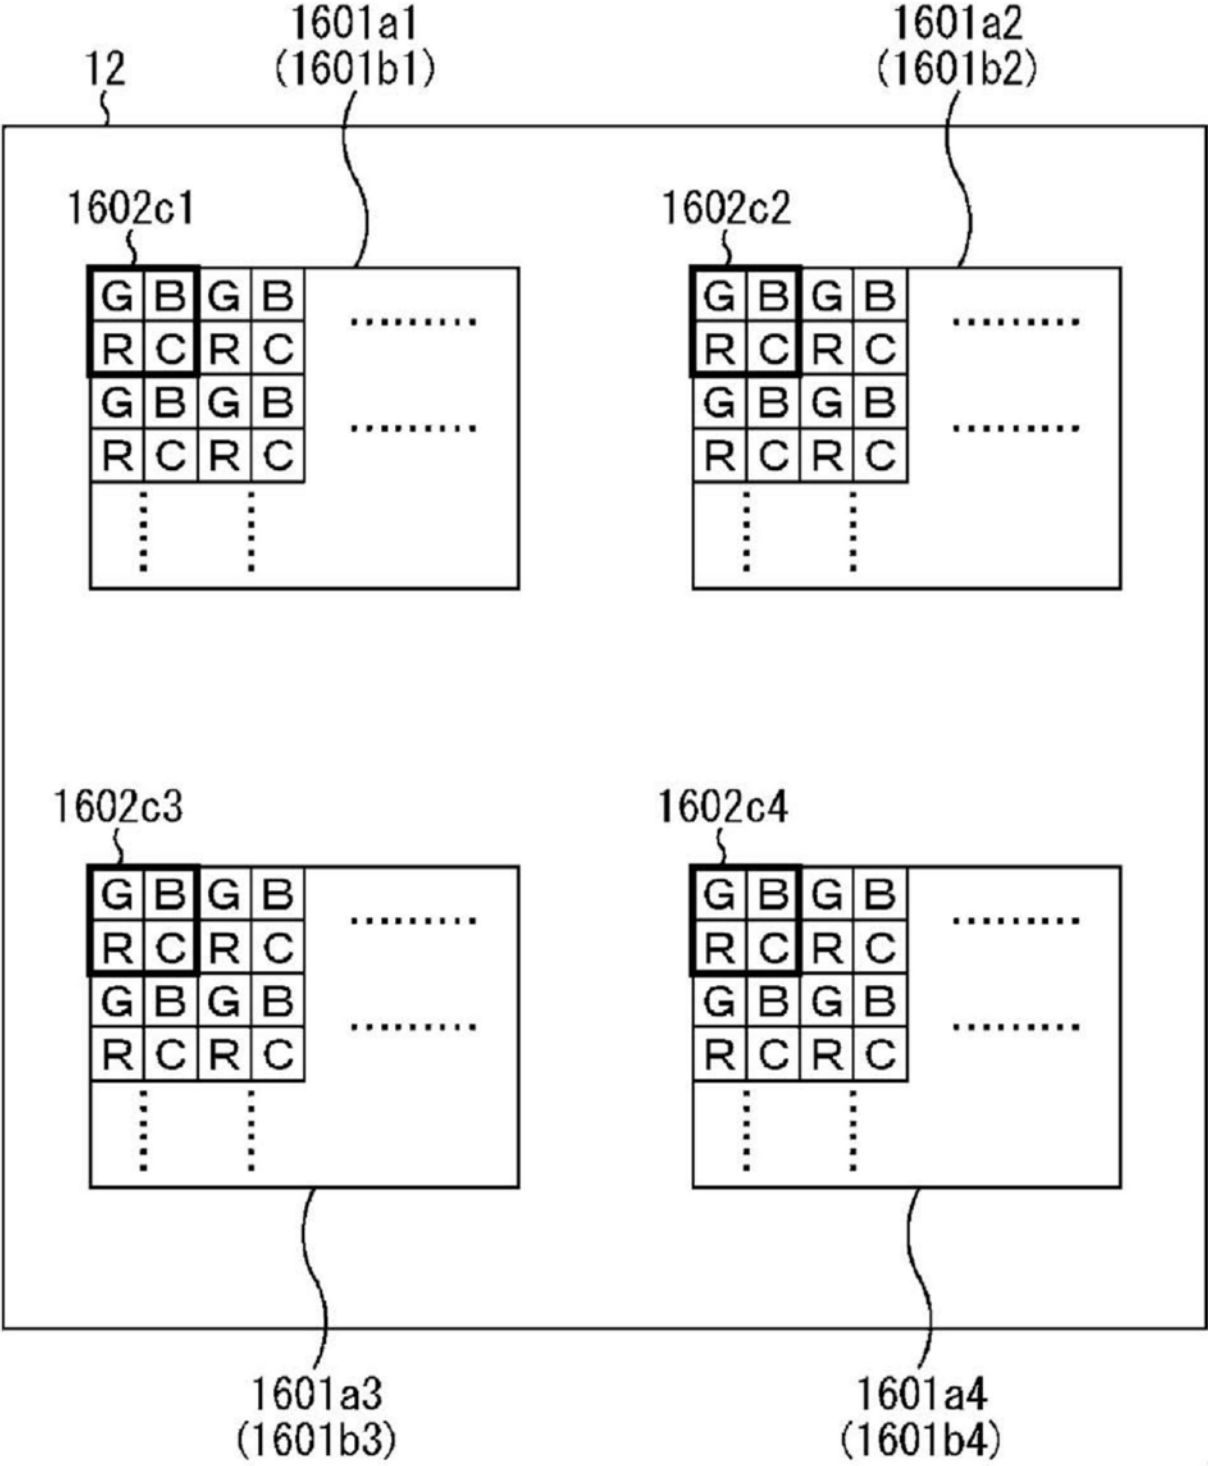 1601a1
(1601b1)
1601a2
(1601b2)
12
1602c1
1602c2
G B G B
R C R C
G B G B
R C R C
G B G B
R C R C
G B G B
R C R C
1602c3
1602c4
G B G B
R C R C
G B G B
R C R C
G B G B
R C R C
G B G B
R C R C
1601a3
(1601b3)
1601a4
(1601b4)